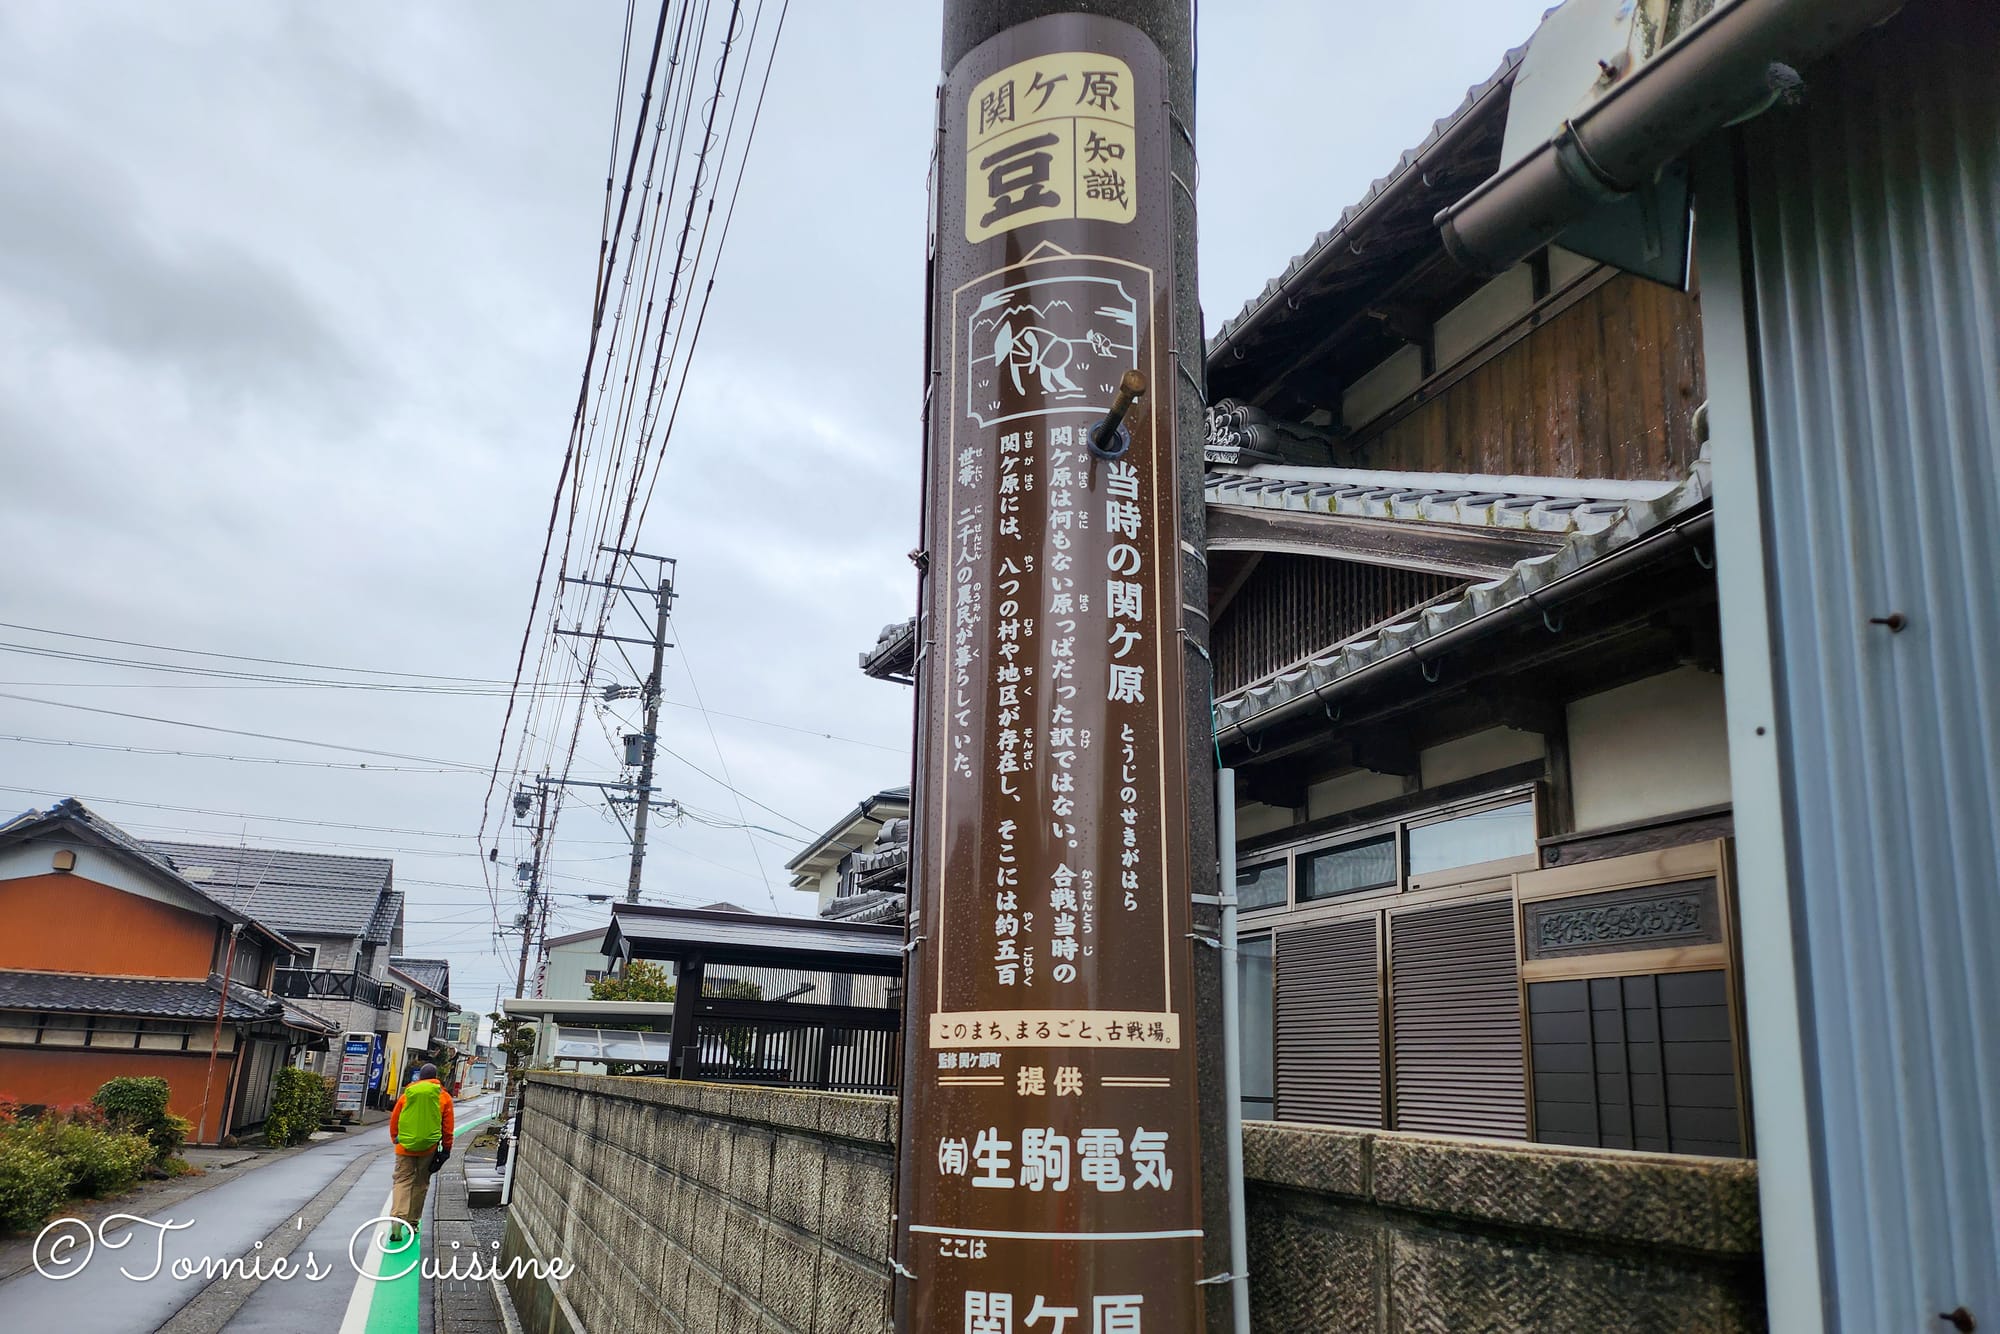 関ケ原
豆
知識
当時の関ケ原 とうじのせきがはら
関ケ原は何もない原っぱだった訳ではない。合戦当時の
関ケ原には、八つの村や地区が存在し、そこには約五百
世帯、二千人の農民が暮らしていた。
このまち、まるごと、古戦場。
監修 関ケ原町
提供
(有)生駒電気
ここは
関ケ原
©Tomie's Cuisine